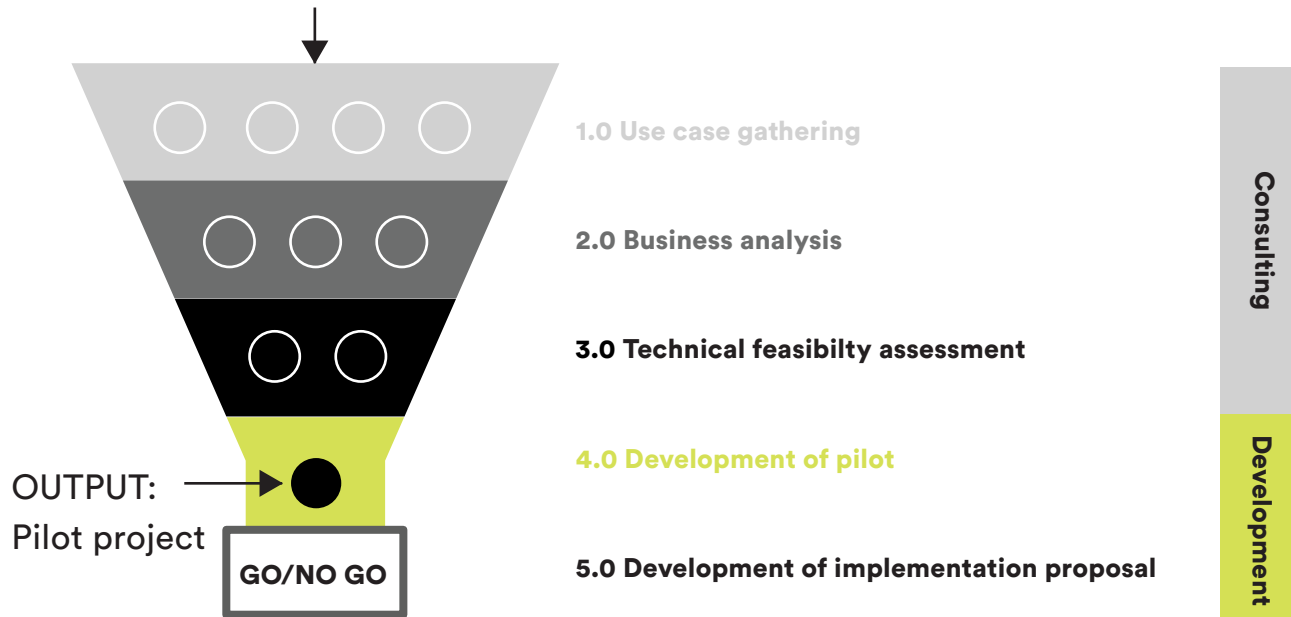 1.0 Use case gathering
2.0 Business analysis
3.0 Technical feasibilty assessment
4.0 Development of pilot
OUTPUT:
Pilot project
GO/NO GO
5.0 Development of implementation proposal
Consulting
Development